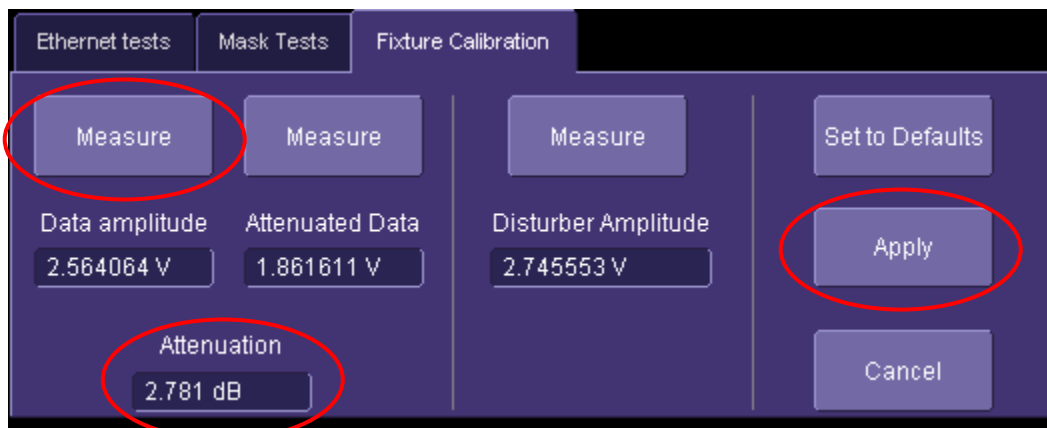 Ethernet tests Mask Tests Fixture Calibration
Measure Measure Measure Set to Defaults
Data amplitude Attenuated Data Disturber Amplitude
2.564064 V 1.861611 V 2.745553 V
Apply
Attenuation
2.781 dB
Cancel